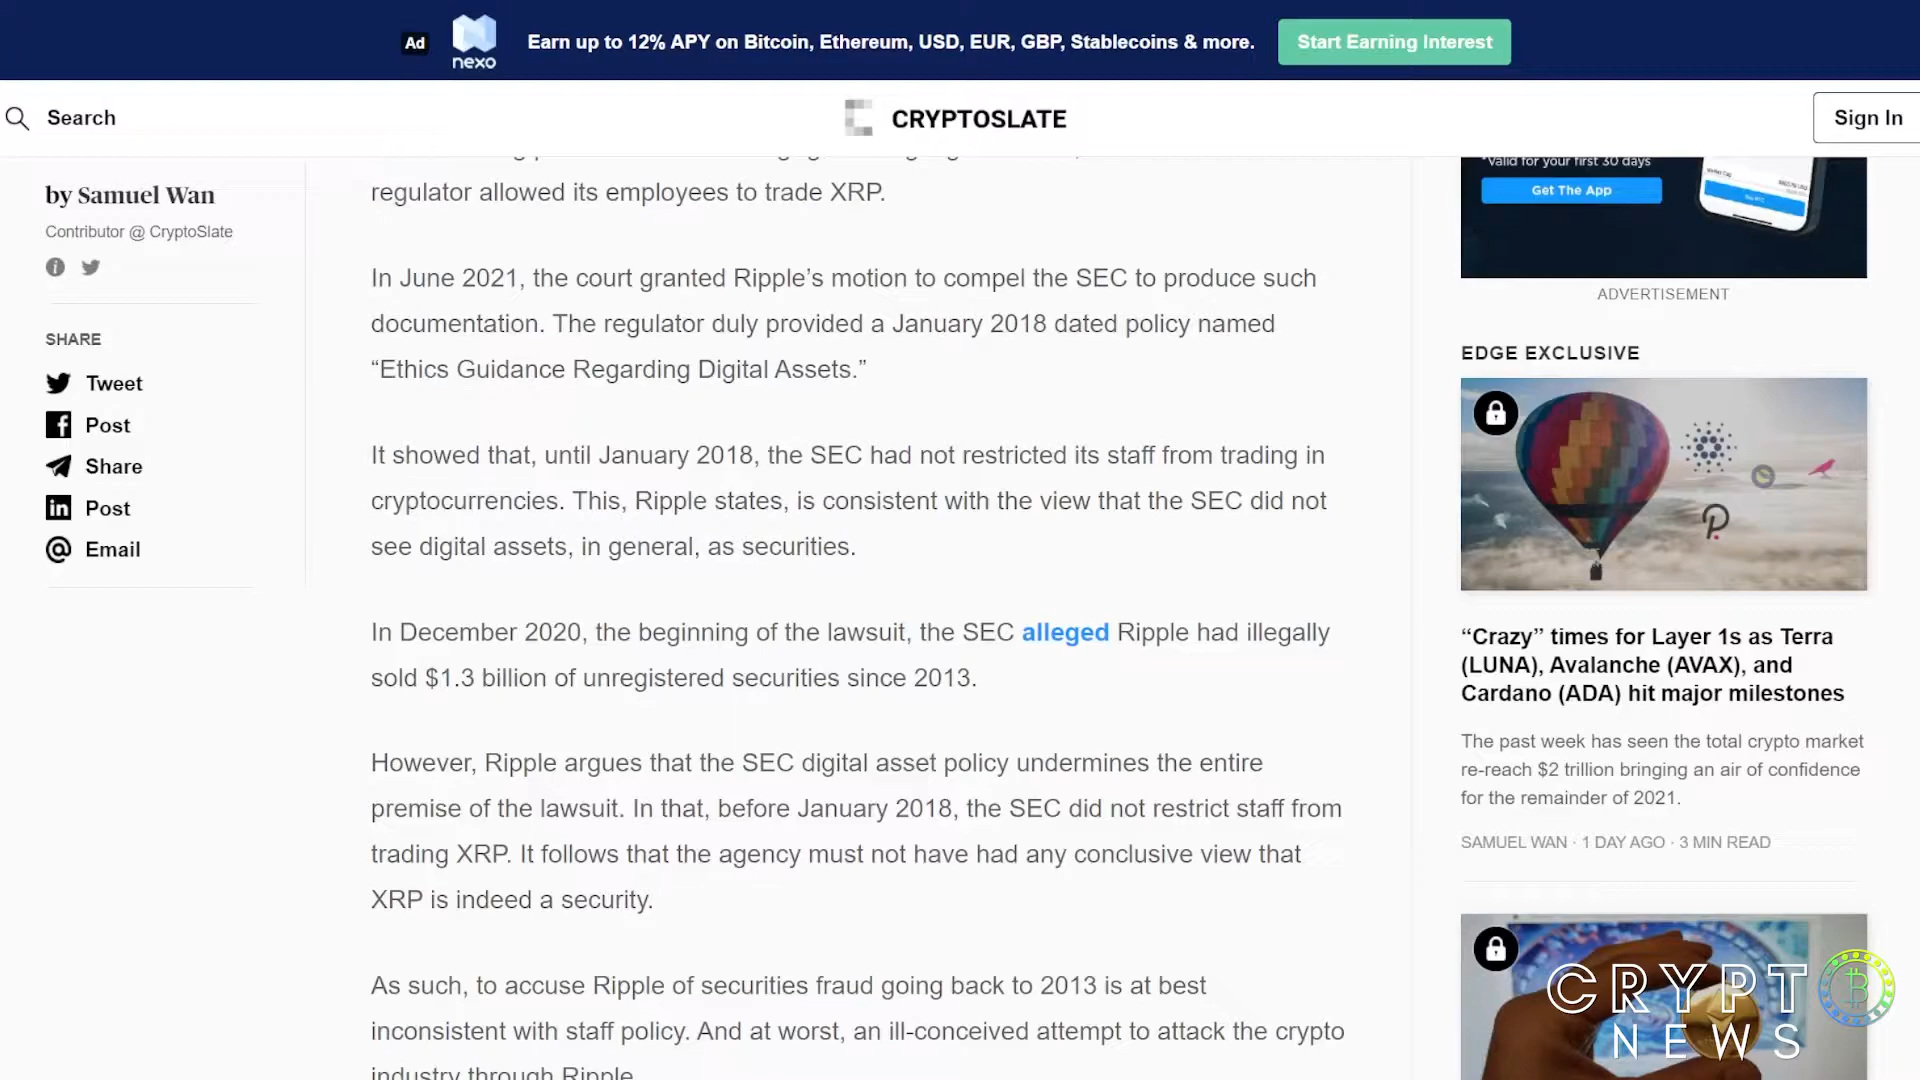 Ad
nexo
Earn up to 12% APY on Bitcoin, Ethereum, USD, EUR, GBP, Stablecoins & more.
Start Earning Interest
Search
CRYPTOSLATE
Sign In
by Samuel Wan
Contributor @ CryptoSlate
SHARE
Tweet
Post
Share
Post
Email
regulator allowed its employees to trade XRP.
In June 2021, the court granted Ripple’s motion to compel the SEC to produce such
documentation. The regulator duly provided a January 2018 dated policy named
“Ethics Guidance Regarding Digital Assets.”
It showed that, until January 2018, the SEC had not restricted its staff from trading in
cryptocurrencies. This, Ripple states, is consistent with the view that the SEC did not
see digital assets, in general, as securities.
In December 2020, the beginning of the lawsuit, the SEC alleged Ripple had illegally
sold $1.3 billion of unregistered securities since 2013.
However, Ripple argues that the SEC digital asset policy undermines the entire
premise of the lawsuit. In that, before January 2018, the SEC did not restrict staff from
trading XRP. It follows that the agency must not have had any conclusive view that
XRP is indeed a security.
As such, to accuse Ripple of securities fraud going back to 2013 is at best
inconsistent with staff policy. And at worst, an ill-conceived attempt to attack the crypto
industry through Ripple.
*Valid for your first 30 days
Get The App
ADVERTISEMENT
EDGE EXCLUSIVE
“Crazy” times for Layer 1s as Terra
(LUNA), Avalanche (AVAX), and
Cardano (ADA) hit major milestones
The past week has seen the total crypto market
re-reach $2 trillion bringing an air of confidence
for the remainder of 2021.
SAMUEL WAN · 1 DAY AGO · 3 MIN READ
CRYPT
NEWS